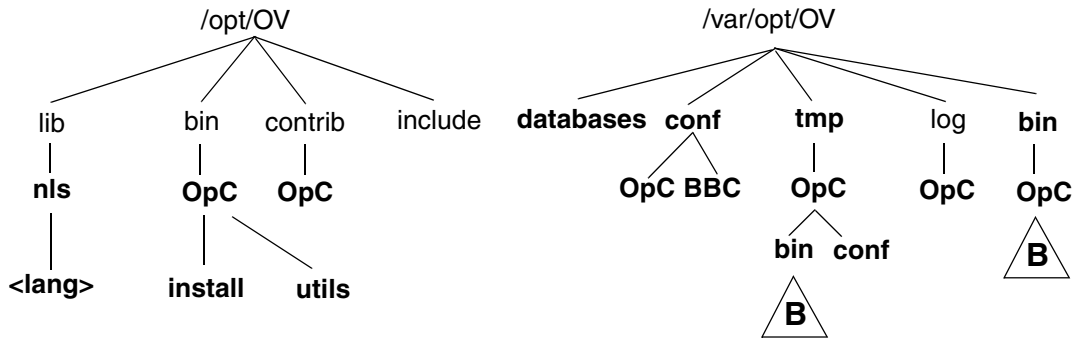 /opt/OV /var/opt/OV
lib bin contrib include databases conf tmp log bin
nls OpC OpC OpC BBC OpC OpC OpC
bin conf B
<lang> install utils
B